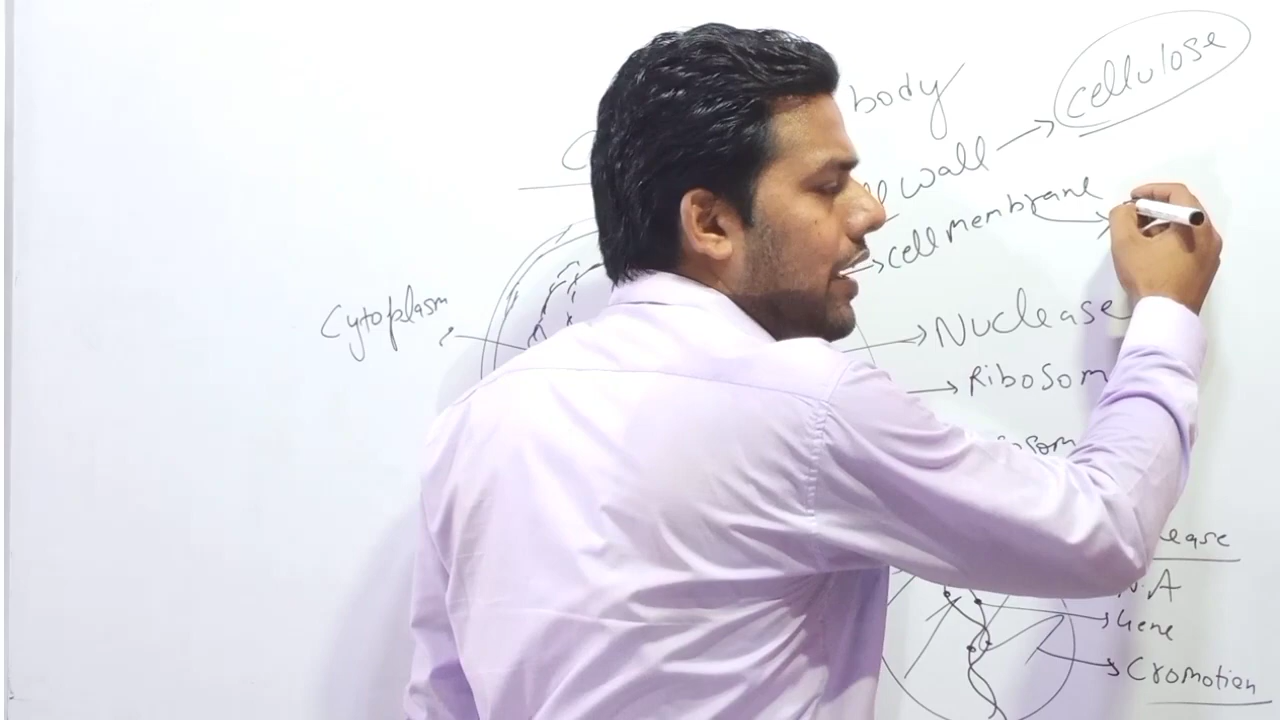 body
cellulose
wall
cell membrane
Cytoplasm
Nuclease
Ribosom
N.A
Gene
Cromotien